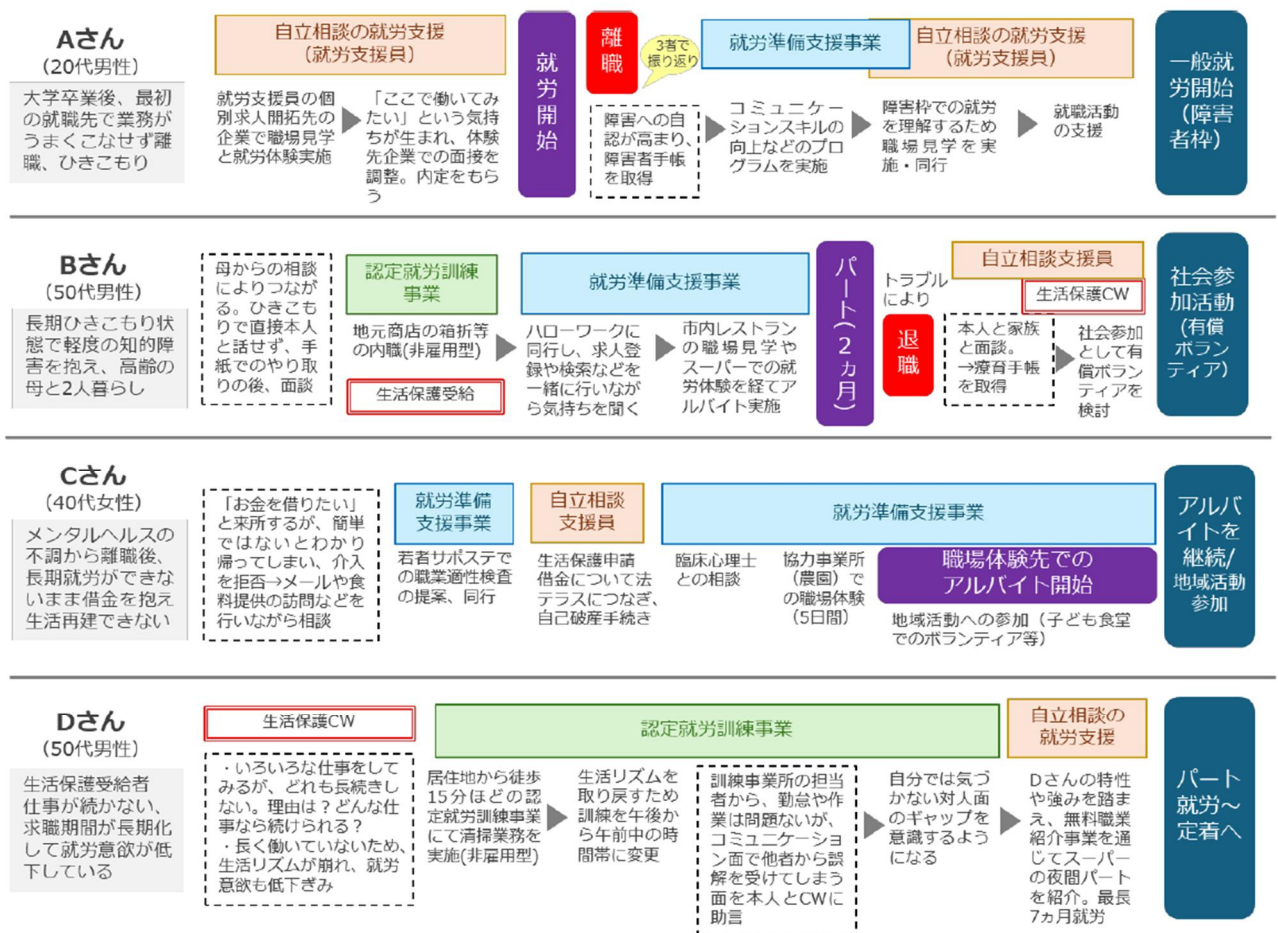 Aさん
(20代男性)
大学卒業後、最初
の就職先で業務が
うまくこなせず離
職、ひきこもり
自立相談の就労支援
(就労支援員)
就労支援員の個
別求人開拓先の
企業で職場見学
と就労体験実施
「ここで働いてみ
たい」という気持
ちが生まれ、体験
先企業での面接を
調整。内定をもら
う
就労開始
離職
3者で
振り返り
障害への自
認が高まり、
障害者手帳
を取得
就労準備支援事業
コミュニケー
ションスキルの
向上などのプロ
グラムを実施
自立相談の就労支援
(就労支援員)
障害枠での就労
を理解するため
職場見学を実
施・同行
就職活動
の支援
一般就
労開始
（障害
者枠）
Bさん
(50代男性)
長期ひきこもり状
態で軽度の知的障
害を抱え、高齢の
母と2人暮らし
母からの相談
によりつなが
る。ひきこも
りで直接本人
と話せず、手
紙でのやり取
りの後、面談
認定就労訓練
事業
地元商店の箱折等
の内職(非雇用型)
生活保護受給
就労準備支援事業
ハローワークに
同行し、求人登
録や検索などを
一緒に行いなが
ら気持ちを聞く
市内レストラン
の職場見学や
スーパーでの就
労体験を経てア
ルバイト実施
パート(2ヵ月)
トラブル
により
退職
自立相談支援員
生活保護CW
本人と家族
と面談。
→療育手帳
を取得
社会参加
として有
償ボラン
ティアを
検討
社会参
加活動
(有償
ボラン
ティア)
Cさん
(40代女性)
メンタルヘルスの
不調から離職後、
長期就労ができな
いまま借金を抱え
生活再建できない
「お金を借りたい」
と来所するが、簡単
ではないとわかり
帰ってしまい、介入
を拒否→メールや食
料提供の訪問などを
行いながら相談
就労準備
支援事業
若者サポステで
の職業適性検査
の提案、同行
自立相談
支援員
生活保護申請
借金について法
テラスにつなぎ、
自己破産手続き
就労準備支援事業
臨床心理士
との相談
協力事業所
（農園）で
の職場体験
（5日間）
職場体験先での
アルバイト開始
地域活動への参加（子ども食堂
でのボランティア等）
アルバ
イトを
継続/
地域活動
参加
Dさん
(50代男性)
生活保護受給者
仕事が続かない、
求職期間が長期化
して就労意欲が低
下している
生活保護CW
・いろいろな仕事をして
みるが、どれも長続きし
ない。理由は？どんな仕
事なら続けられる？
・長く働いていないため、
生活リズムが崩れ、就労
意欲も低下ぎみ
認定就労訓練事業
居住地から徒歩
15分ほどの認
定就労訓練事業
にて清掃業務を
実施(非雇用型)
生活リズムを
取り戻すため
訓練を午後か
ら午前中の時
間帯に変更
訓練事業所の担当
者から、勤怠や作
業は問題ないが、
コミュニケーショ
ン面で他者から誤
解を受けてしまう
面を本人とCWに
助言
自分では気づ
かない対人面
のギャップを
意識するよう
になる
自立相談の
就労支援
Dさんの特性
や強みを踏ま
え、無料職業
紹介事業を通
じてスーパー
の夜間パート
を紹介。最長
7ヵ月就労
パート
就労～
定着へ